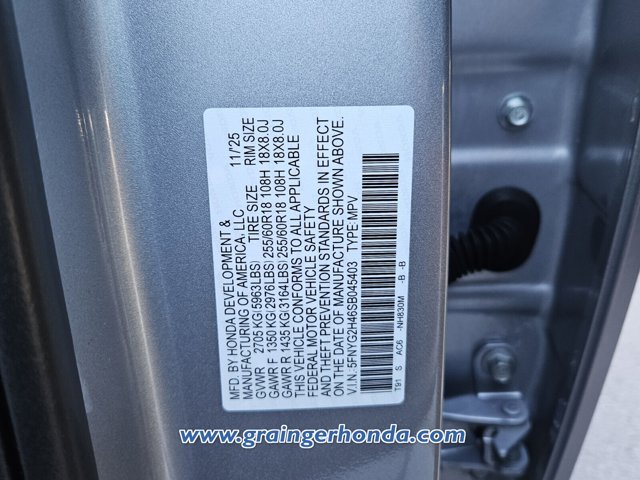 MFD. BY HONDA DEVELOPMENT & 11/'25
MANUFACTURING OF AMERICA, LLC
GVWR 2705 KG(5963LBS) TIRE SIZE RIM SIZE
GAWR F 1350 KG(2976LBS) 255/60R18 108H 18X8.0J
GAWR R 1435 KG(3164LBS) 255/60R18 108H 18X8.0J
THIS VEHICLE CONFORMS TO ALL APPLICABLE
FEDERAL MOTOR VEHICLE SAFETY
AND THEFT PREVENTION STANDARDS IN EFFECT
ON THE DATE OF MANUFACTURE SHOWN ABOVE.
V.I.N: 5FNYG2H46SB045403 TYPE: MPV
T91 S AC6 -NH830M -B -B
www.graingerhonda.com